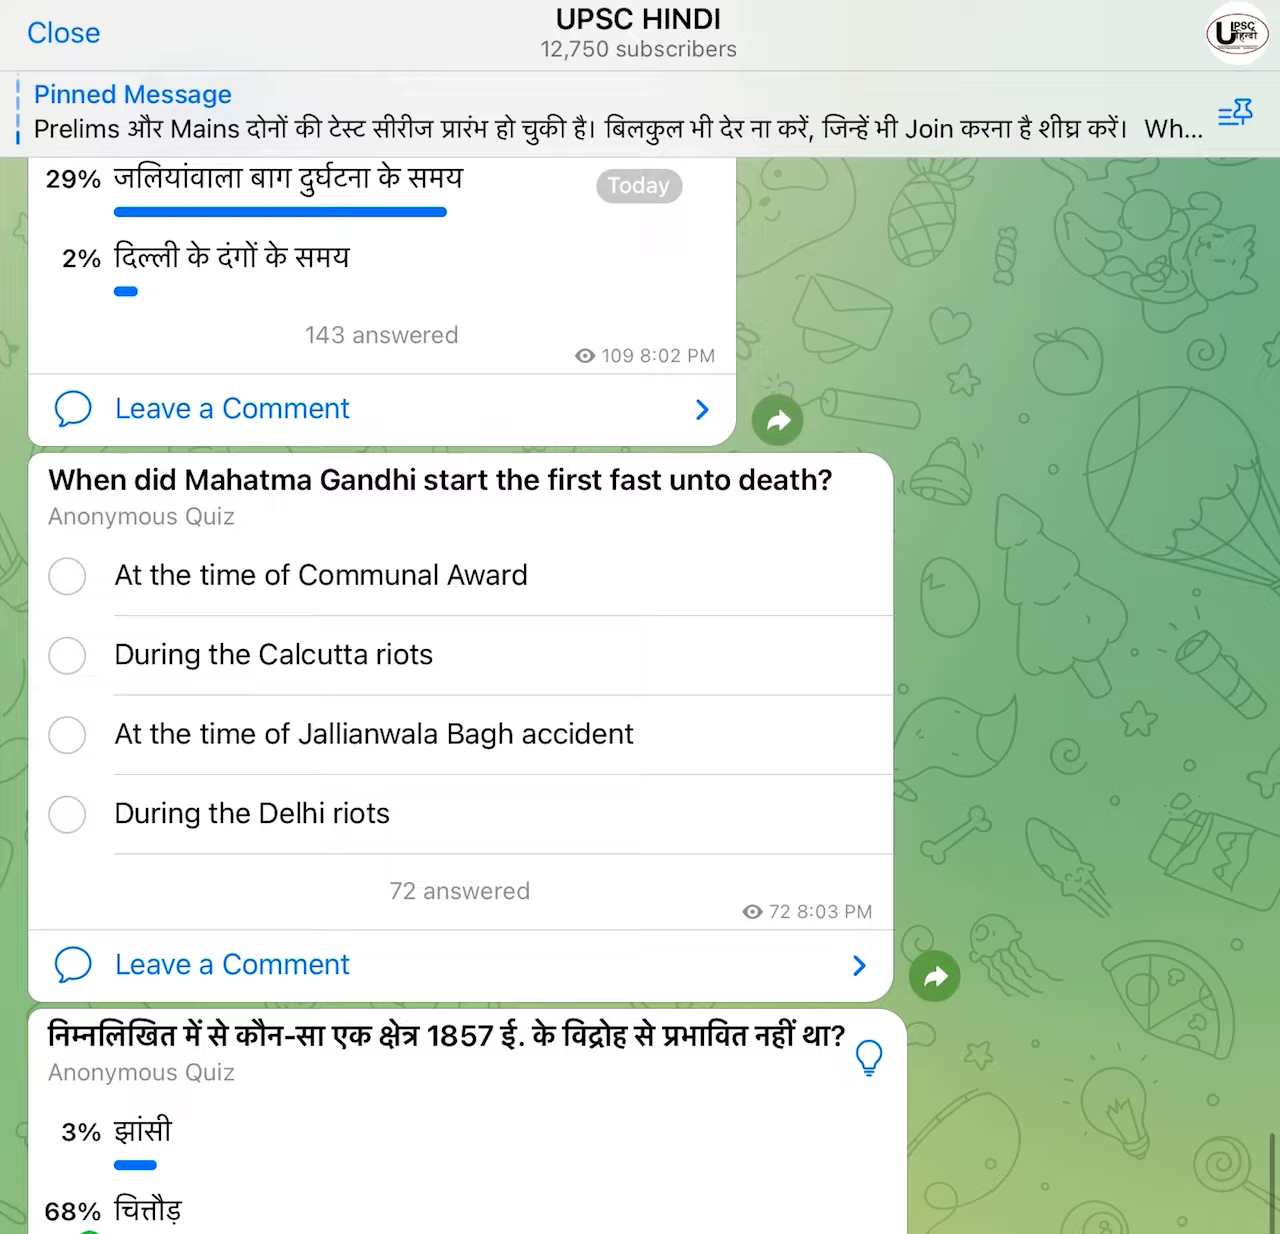 Close
UPSC HINDI
12,750 subscribers
UPSC
हिन्दी
Pinned Message
Prelims और Mains दोनों की टेस्ट सीरीज प्रारंभ हो चुकी है। बिलकुल भी देर ना करें, जिन्हें भी Join करना है शीघ्र करें। Wh...
29% जलियांवाला बाग दुर्घटना के समय
Today
2% दिल्ली के दंगों के समय
143 answered
109 8:02 PM
Leave a Comment
When did Mahatma Gandhi start the first fast unto death?
Anonymous Quiz
At the time of Communal Award
During the Calcutta riots
At the time of Jallianwala Bagh accident
During the Delhi riots
72 answered
72 8:03 PM
Leave a Comment
निम्नलिखित में से कौन-सा एक क्षेत्र 1857 ई. के विद्रोह से प्रभावित नहीं था?
Anonymous Quiz
3% झांसी
68% चित्तौड़